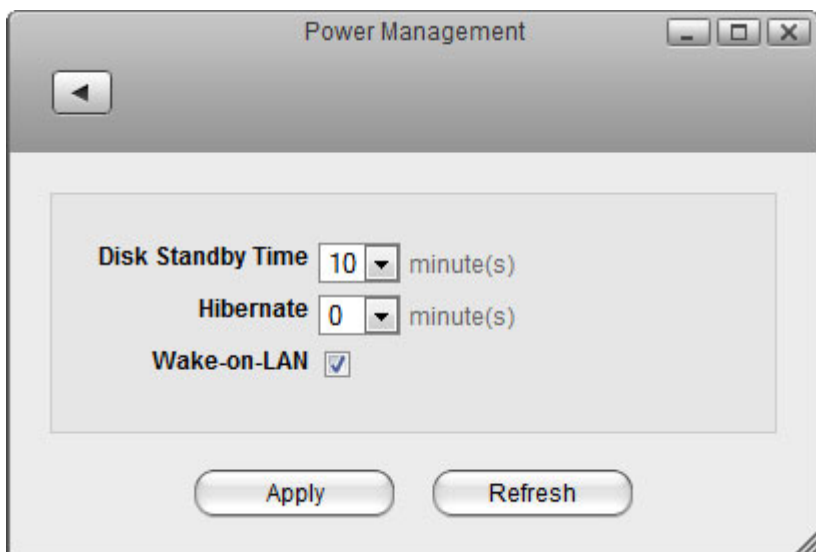 Power Management
Disk Standby Time 10 minute(s)
Hibernate 0 minute(s)
Wake-on-LAN
Apply Refresh